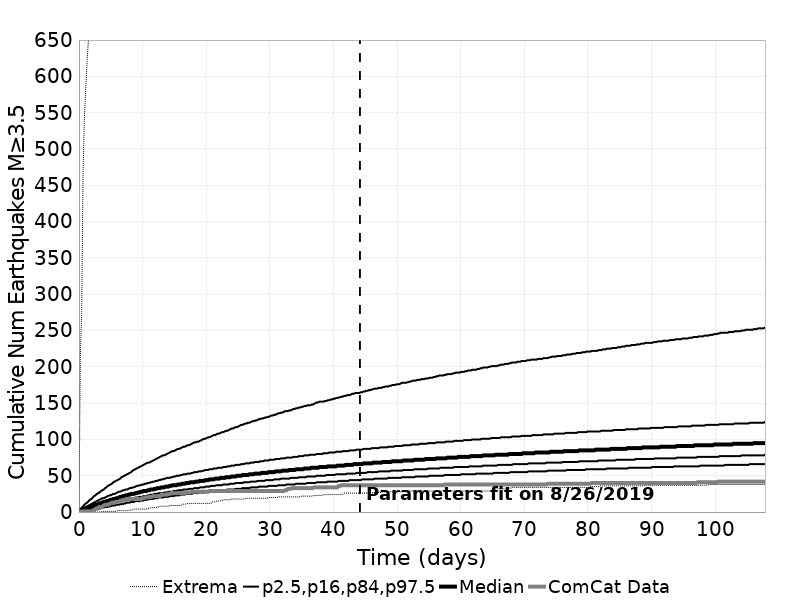 Cumulative Num Earthquakes M≥3.5
650
600
550
500
450
400
350
300
250
200
150
100
50
0
Parameters fit on 8/26/2019
0 10 20 30 40 50 60 70 80 90 100
Time (days)
Extrema p2.5,p16,p84,p97.5 Median ComCat Data